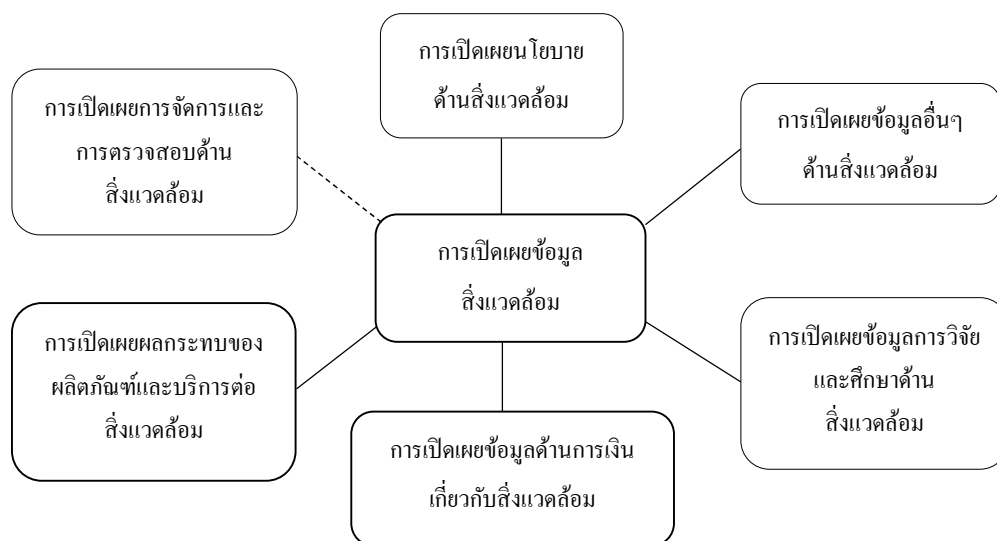 การเปิดเผยนโยบาย
ด้านสิ่งแวดล้อม
การเปิดเผยการจัดการและ
การตรวจสอบด้าน
สิ่งแวดล้อม
การเปิดเผยข้อมูลอื่นๆ
ด้านสิ่งแวดล้อม
การเปิดเผยข้อมูล
สิ่งแวดล้อม
การเปิดเผยผลกระทบของ
ผลิตภัณฑ์และบริการต่อ
สิ่งแวดล้อม
การเปิดเผยข้อมูลการวิจัย
และศึกษาด้าน
สิ่งแวดล้อม
การเปิดเผยข้อมูลด้านการเงิน
เกี่ยวกับสิ่งแวดล้อม